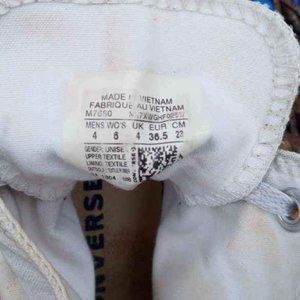 MADE IN VIETNAM
FABRIQUE AU VIETNAM
M7650
MENS WO'S UK EUR CM
4 6 4 36.5 23
GENDER: UNISEX
UPPER: TEXTILE
LINING: TEXTILE
CONVERSE